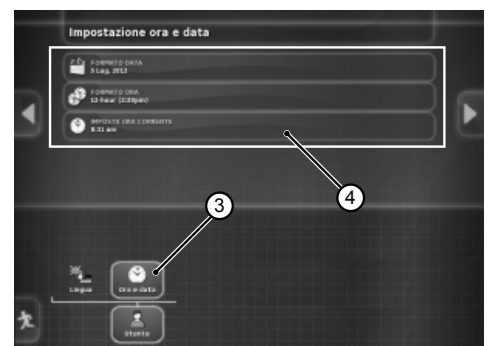 Impostazione ora e data
FORMATO DATA
5 Lug, 2012
FORMATO ORA
12-hour (2:39pm)
IMPOSTA ORA CORRENTE
8:31 am
4
3
Lingua
Ora e data
Utente